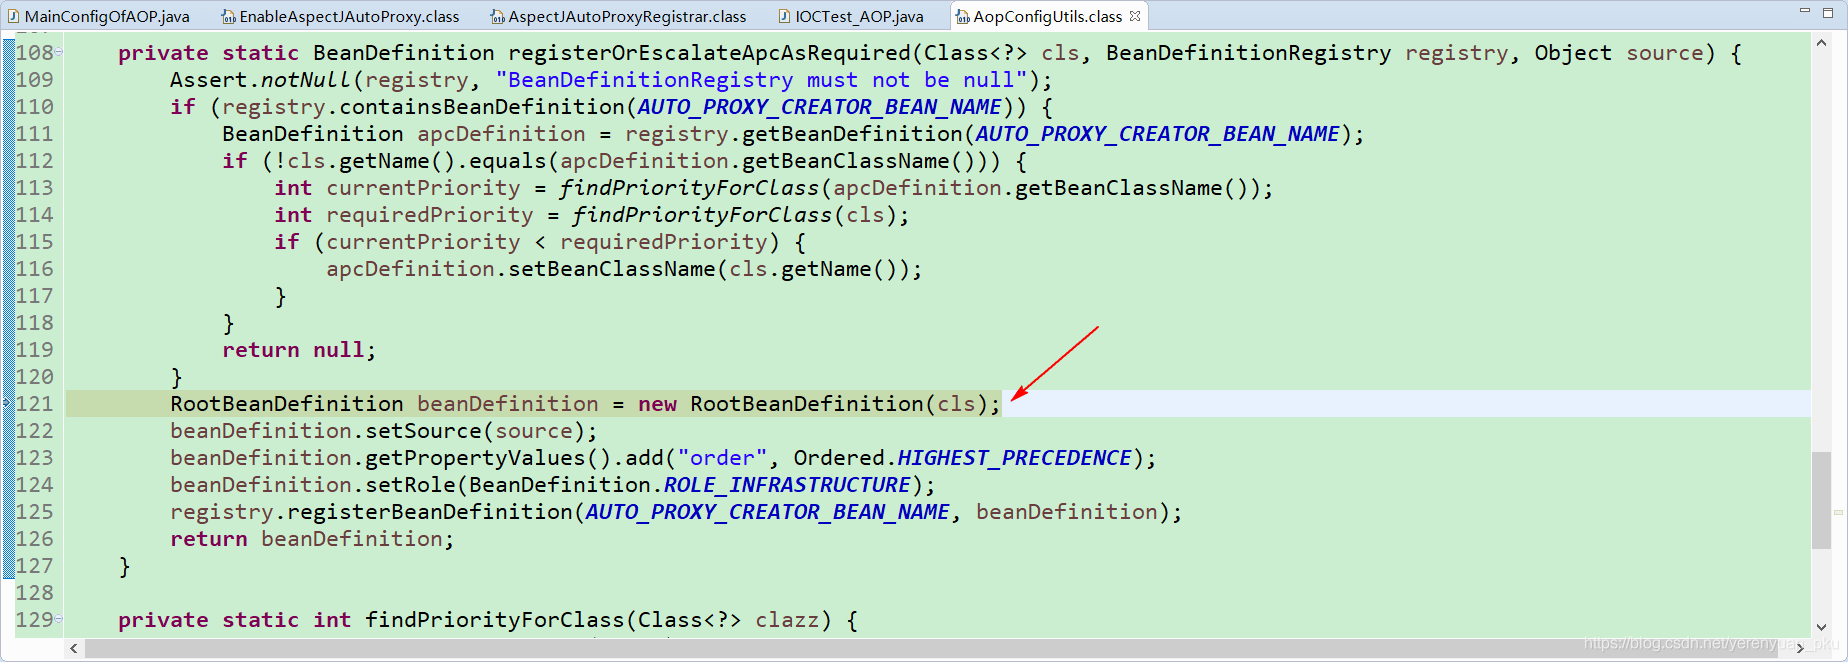 MainConfigOfAOP.java EnableAspectJAutoProxy.class AspectJAutoProxyRegistrar.class IOCTest_AOP.java AopConfigUtils.class
108 private static BeanDefinition registerOrEscalateApcAsRequired(Class<?> cls, BeanDefinitionRegistry registry, Object source) {
109 Assert.notNull(registry, "BeanDefinitionRegistry must not be null");
110 if (registry.containsBeanDefinition(AUTO_PROXY_CREATOR_BEAN_NAME)) {
111 BeanDefinition apcDefinition = registry.getBeanDefinition(AUTO_PROXY_CREATOR_BEAN_NAME);
112 if (!cls.getName().equals(apcDefinition.getBeanClassName())) {
113 int currentPriority = findPriorityForClass(apcDefinition.getBeanClassName());
114 int requiredPriority = findPriorityForClass(cls);
115 if (currentPriority < requiredPriority) {
116 apcDefinition.setBeanClassName(cls.getName());
117 }
118 }
119 return null;
120 }
121 RootBeanDefinition beanDefinition = new RootBeanDefinition(cls);
122 beanDefinition.setSource(source);
123 beanDefinition.getPropertyValues().add("order", Ordered.HIGHEST_PRECEDENCE);
124 beanDefinition.setRole(BeanDefinition.ROLE_INFRASTRUCTURE);
125 registry.registerBeanDefinition(AUTO_PROXY_CREATOR_BEAN_NAME, beanDefinition);
126 return beanDefinition;
127 }
128
129 private static int findPriorityForClass(Class<?> clazz) {
https://blog.csdn.net/yerenyuan_pku